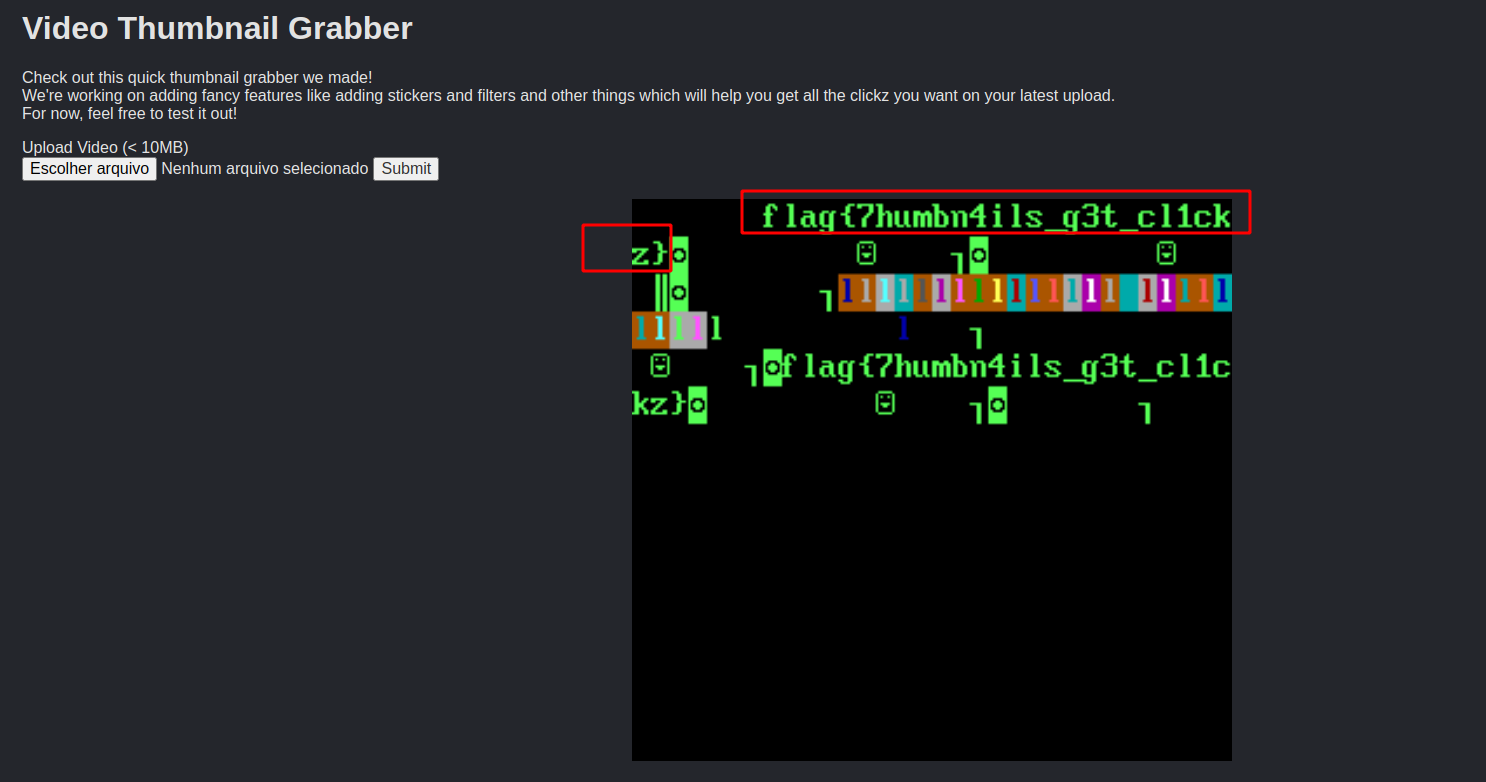 Video Thumbnail Grabber
Check out this quick thumbnail grabber we made!
We're working on adding fancy features like adding stickers and filters and other things which will help you get all the clickz you want on your latest upload.
For now, feel free to test it out!
Upload Video (< 10MB)
Escolher arquivo Nenhum arquivo selecionado Submit
flag{7humbn4ils_g3t_cl1ck
z}
llllllllllllllllllll
lllll l
flag{7humbn4ils_g3t_cl1c
kz}